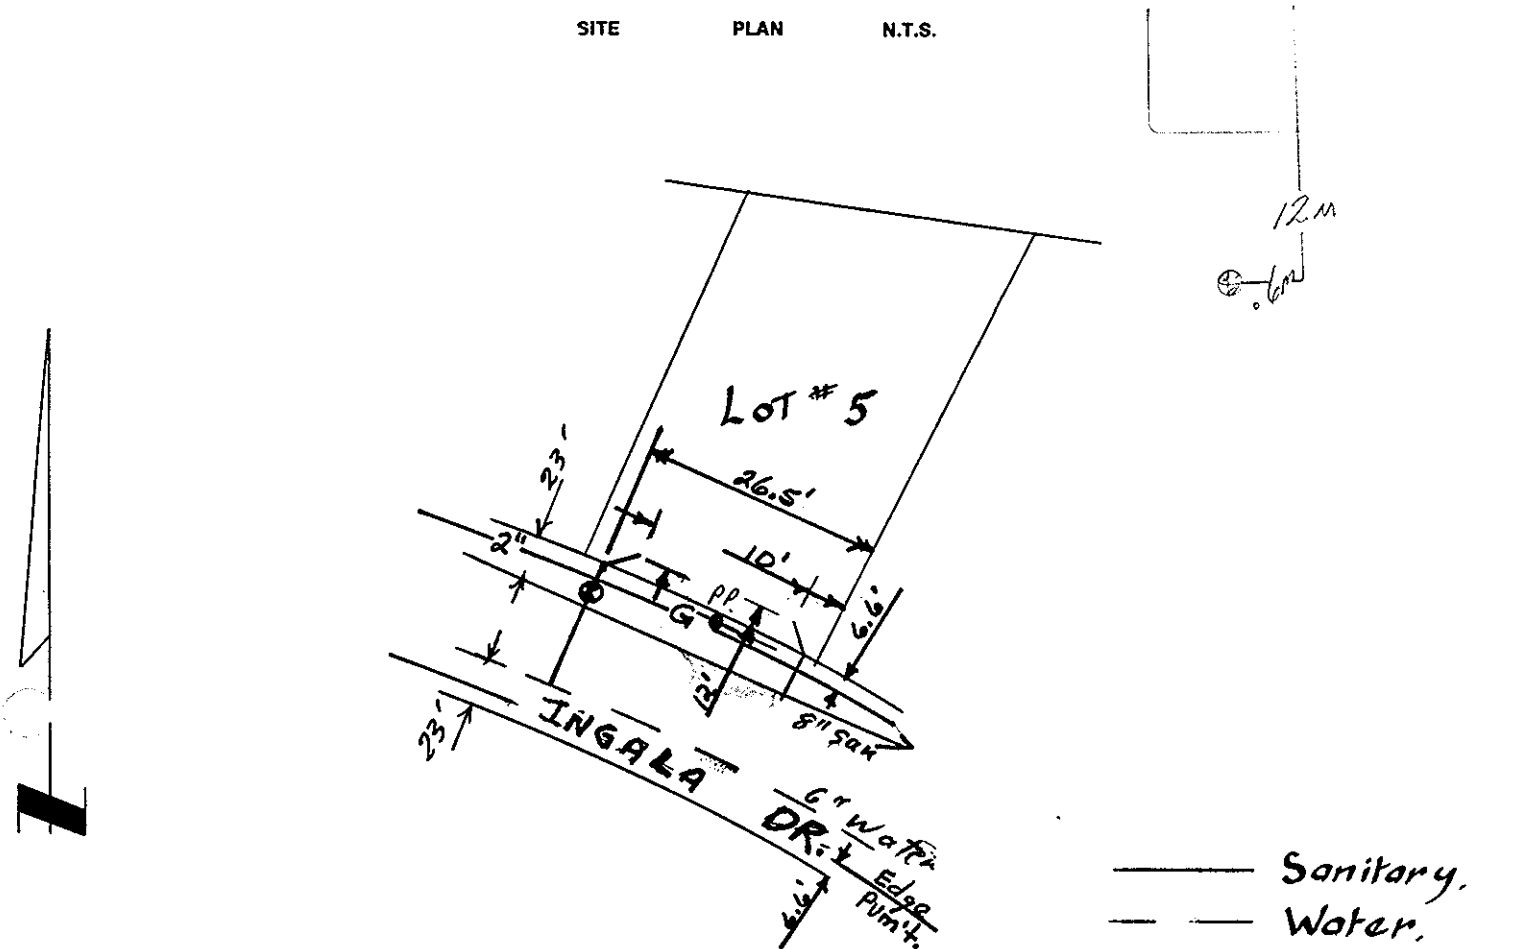 SITE PLAN N.T.S.
12M
.6m
LOT # 5
23'
26.5'
2"
10'
P.P.
G
6.6'
12'
8" San
INGALA DR.
23'
6" Water
Edge
Pvm't.
6.6'
Sanitary.
Water.